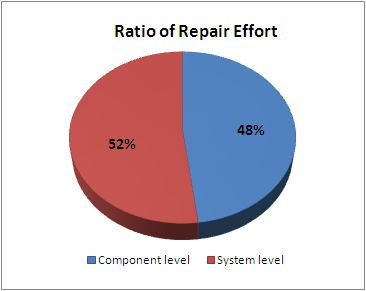 Ratio of Repair Effort
48%
52%
Component level
System level